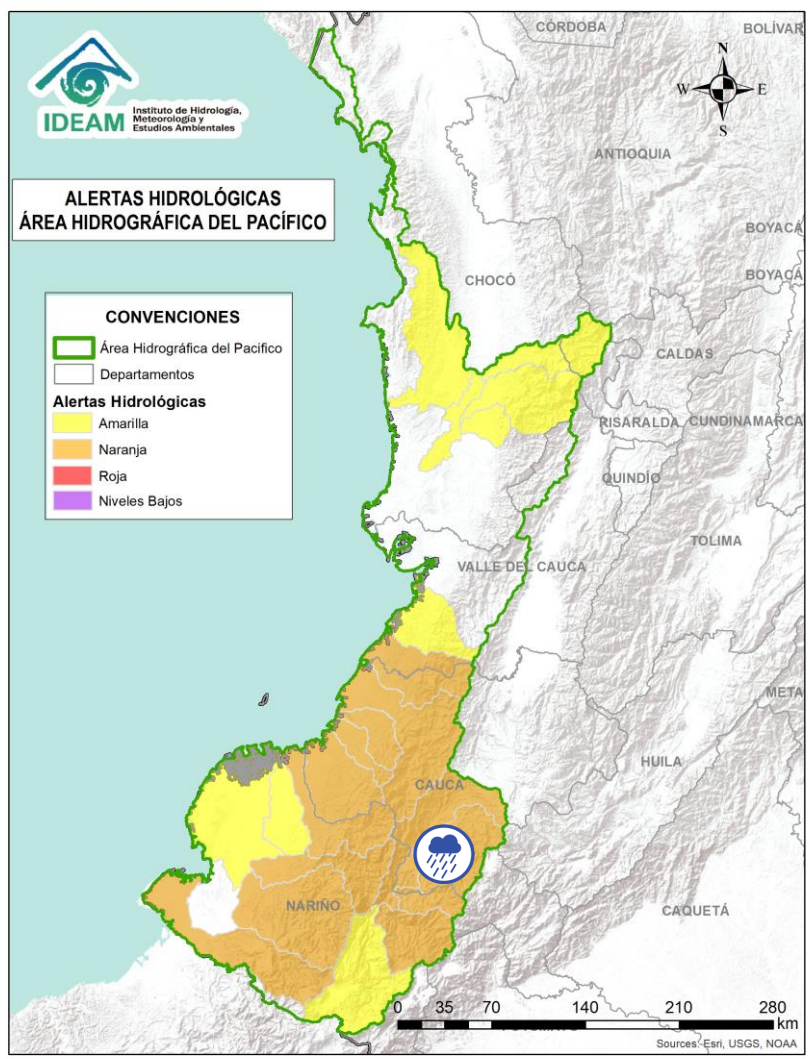 CÓRDOBA
BOLÍVAR
IDEAM
Instituto de Hidrología,
Meteorología y
Estudios Ambientales
N
W E
S
ANTIOQUIA
ALERTAS HIDROLÓGICAS
ÁREA HIDROGRÁFICA DEL PACÍFICO
BOYACÁ
BOYACÁ
CHOCÓ
CONVENCIONES
Área Hidrográfica del Pacifico
Departamentos
Alertas Hidrológicas
Amarilla
Naranja
Roja
Niveles Bajos
CALDAS
RISARALDA
CUNDINAMARCA
QUINDÍO
TOLIMA
VALLE DEL CAUCA
META
HUILA
CAUCA
NARIÑO
CAQUETÁ
0 35 70 140 210 280
km
Sources: Esri, USGS, NOAA